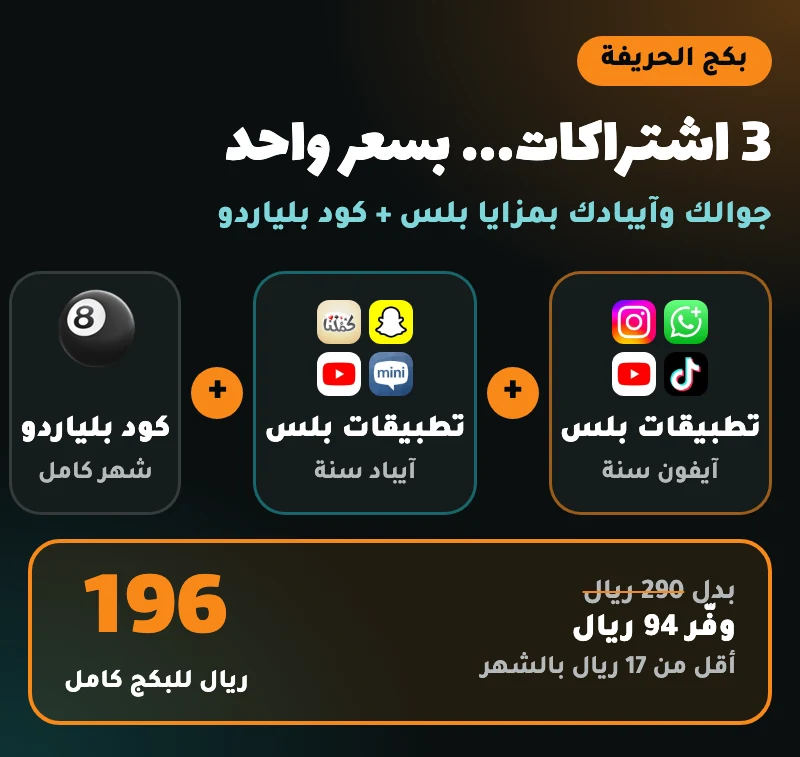 بكج الحريفة
3 اشتراكات... بسعر واحد
جوالك وآيبادك بمزايا بلس + كود بلياردو
تطبيقات بلس
آيفون سنة
+
mini
تطبيقات بلس
آيباد سنة
+
8
كود بلياردو
شهر كامل
بدل 290 ريال
وفّر 94 ريال
أقل من 17 ريال بالشهر
196
ريال للبكج كامل